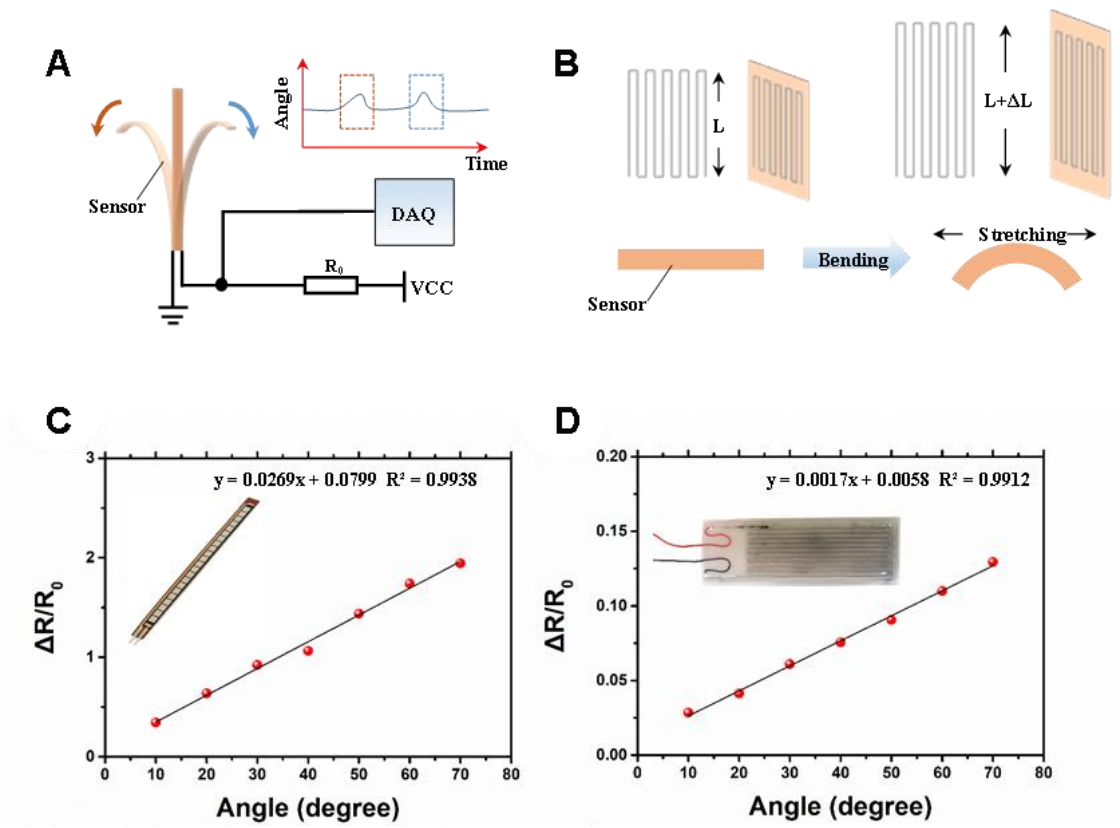 A
Angle
Time
Sensor
DAQ
R₀
VCC
B
L
L+ΔL
Stretching
Bending
Sensor
C
y = 0.0269x + 0.0799 R² = 0.9938
3
2
1
0
0 10 20 30 40 50 60 70 80
ΔR/R₀
Angle (degree)
D
y = 0.0017x + 0.0058 R² = 0.9912
0.20
0.15
0.10
0.05
0.00
0 10 20 30 40 50 60 70 80
ΔR/R₀
Angle (degree)